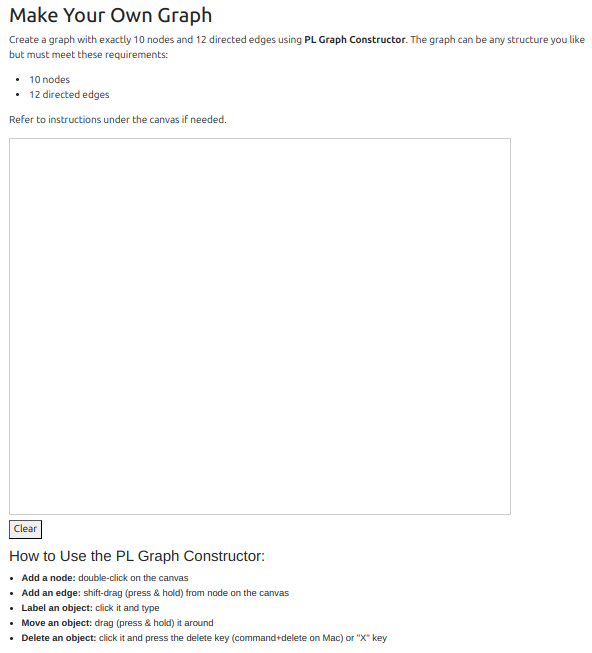 Make Your Own Graph
Create a graph with exactly 10 nodes and 12 directed edges using PL Graph Constructor. The graph can be any structure you like
but must meet these requirements:
• 10 nodes
• 12 directed edges
Refer to instructions under the canvas if needed.
Clear
How to Use the PL Graph Constructor:
• Add a node: double-click on the canvas
• Add an edge: shift-drag (press & hold) from node on the canvas
• Label an object: click it and type
• Move an object: drag (press & hold) it around
• Delete an object: click it and press the delete key (command+delete on Mac) or "X" key